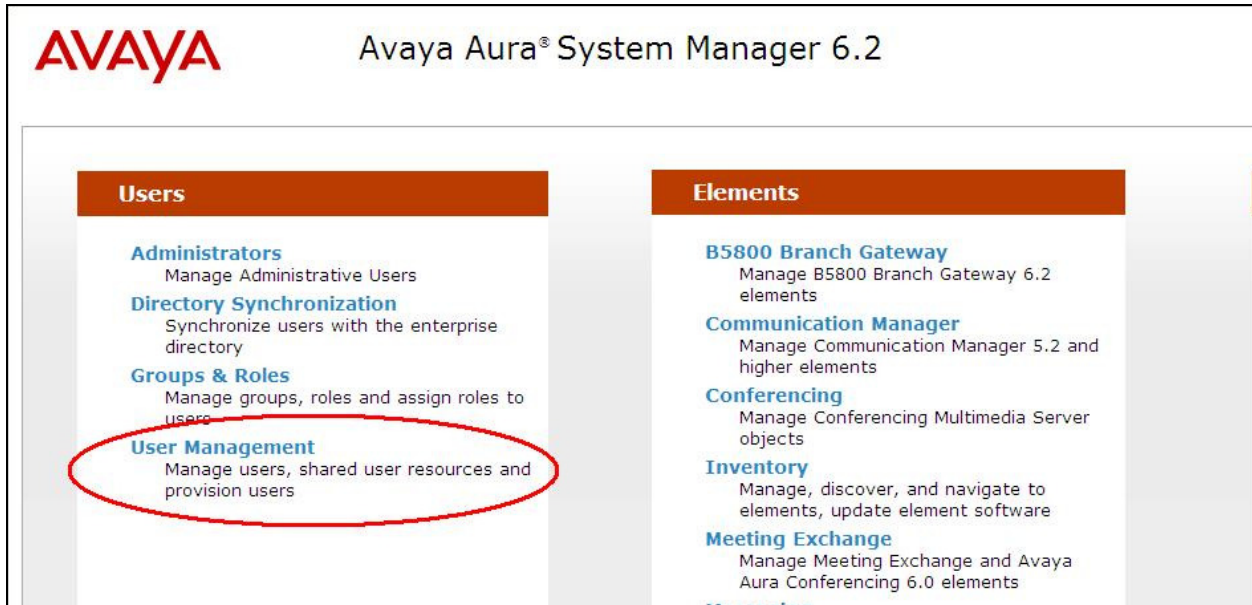 AVAYA
Avaya Aura® System Manager 6.2
Users
Administrators
Manage Administrative Users
Directory Synchronization
Synchronize users with the enterprise
directory
Groups & Roles
Manage groups, roles and assign roles to
users
User Management
Manage users, shared user resources and
provision users
Elements
B5800 Branch Gateway
Manage B5800 Branch Gateway 6.2
elements
Communication Manager
Manage Communication Manager 5.2 and
higher elements
Conferencing
Manage Conferencing Multimedia Server
objects
Inventory
Manage, discover, and navigate to
elements, update element software
Meeting Exchange
Manage Meeting Exchange and Avaya
Aura Conferencing 6.0 elements